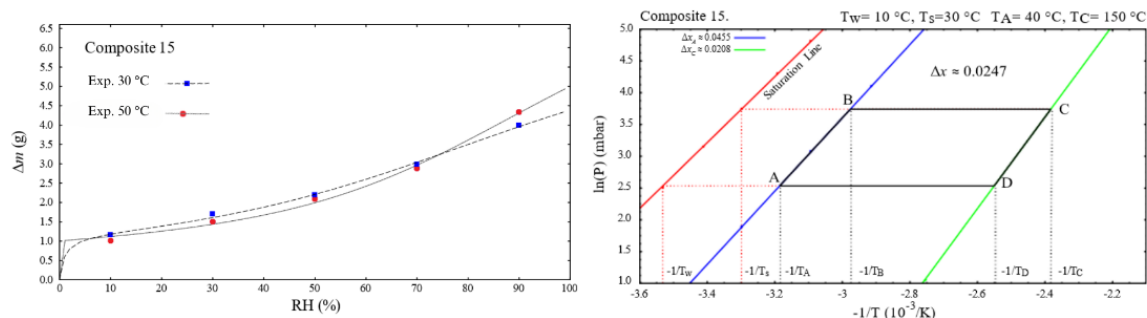 Composite 15
Exp. 30 °C
Exp. 50 °C
6.5
6.0
5.5
5.0
4.5
4.0
3.5
3.0
2.5
2.0
1.5
1.0
0.5
0.0
Δm (g)
0 10 20 30 40 50 60 70 80 90 100
RH (%)
Composite 15. Tw= 10 °C, Ts=30 °C TA= 40 °C, TC= 150 °C
ΔxA ≈0.0455
ΔxC ≈0.0208
Saturation Line
Δx ≈ 0.0247
A
B
C
D
5.0
4.5
4.0
3.5
3.0
2.5
2.0
1.5
1.0
ln(P) (mbar)
-1/Tw -1/Ts -1/TA -1/TB -1/TD -1/TC
-3.6 -3.4 -3.2 -3 -2.8 -2.6 -2.4 -2.2
-1/T (10⁻³/K)